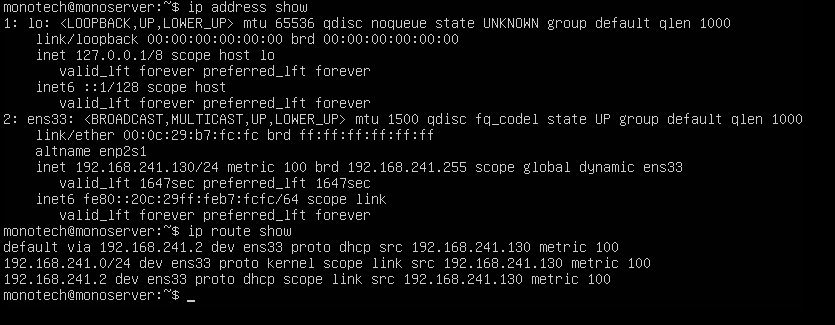 monotech@monoserver:~$ ip address show
1: lo: <LOOPBACK,UP,LOWER_UP> mtu 65536 qdisc noqueue state UNKNOWN group default qlen 1000
    link/loopback 00:00:00:00:00:00 brd 00:00:00:00:00:00
    inet 127.0.0.1/8 scope host lo
       valid_lft forever preferred_lft forever
    inet6 ::1/128 scope host
       valid_lft forever preferred_lft forever
2: ens33: <BROADCAST,MULTICAST,UP,LOWER_UP> mtu 1500 qdisc fq_codel state UP group default qlen 1000
    link/ether 00:0c:29:b7:fc:fc brd ff:ff:ff:ff:ff:ff
    altname enp2s1
    inet 192.168.241.130/24 metric 100 brd 192.168.241.255 scope global dynamic ens33
       valid_lft 1647sec preferred_lft 1647sec
    inet6 fe80::20c:29ff:feb7:fcfc/64 scope link
       valid_lft forever preferred_lft forever
monotech@monoserver:~$ ip route show
default via 192.168.241.2 dev ens33 proto dhcp src 192.168.241.130 metric 100
192.168.241.0/24 dev ens33 proto kernel scope link src 192.168.241.130 metric 100
192.168.241.2 dev ens33 proto dhcp scope link src 192.168.241.130 metric 100
monotech@monoserver:~$ _